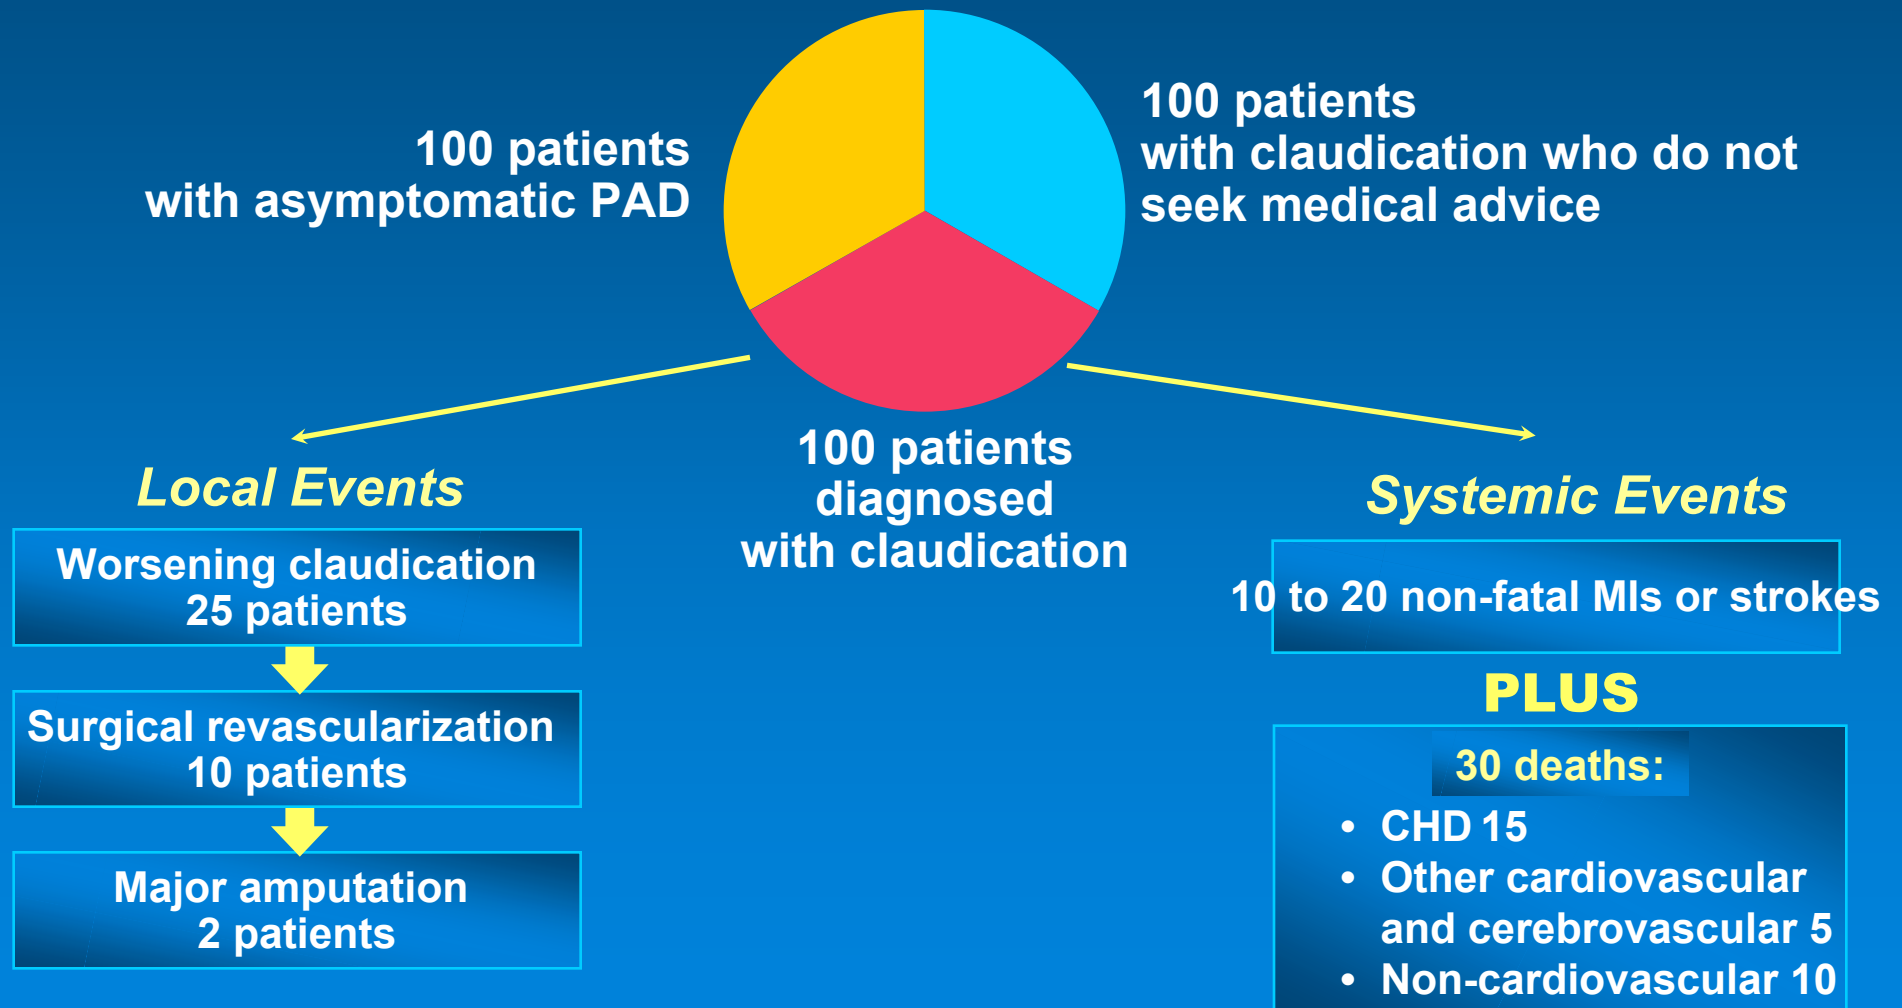 100 patients
with asymptomatic PAD
100 patients
with claudication who do not
seek medical advice
100 patients
diagnosed
with claudication
Local Events
Worsening claudication
25 patients
Surgical revascularization
10 patients
Major amputation
2 patients
Systemic Events
10 to 20 non-fatal MIs or strokes
PLUS
30 deaths:
• CHD 15
• Other cardiovascular
and cerebrovascular 5
• Non-cardiovascular 10